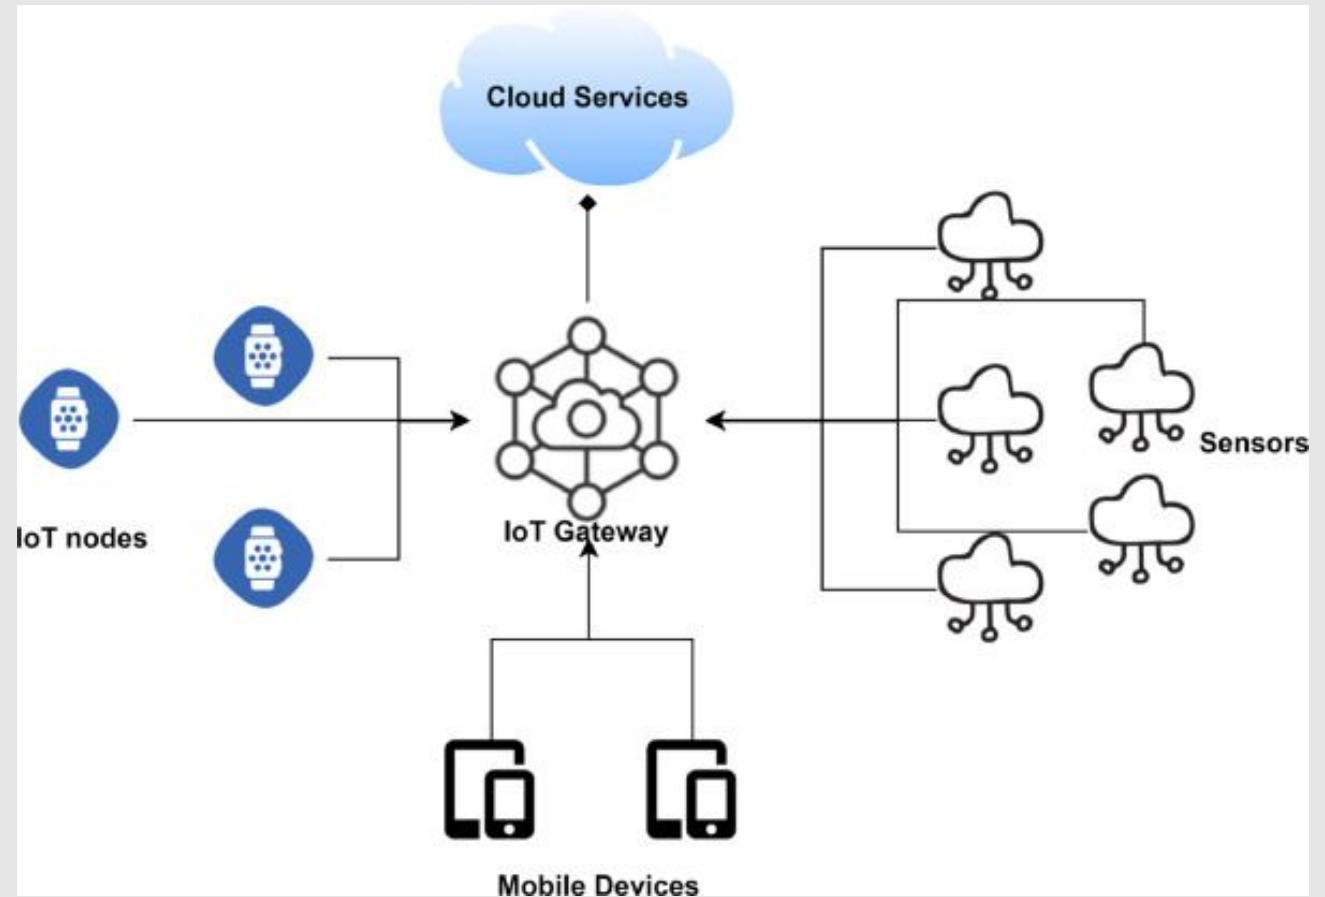 Cloud Services
Sensors
IoT nodes
IoT Gateway
Mobile Devices